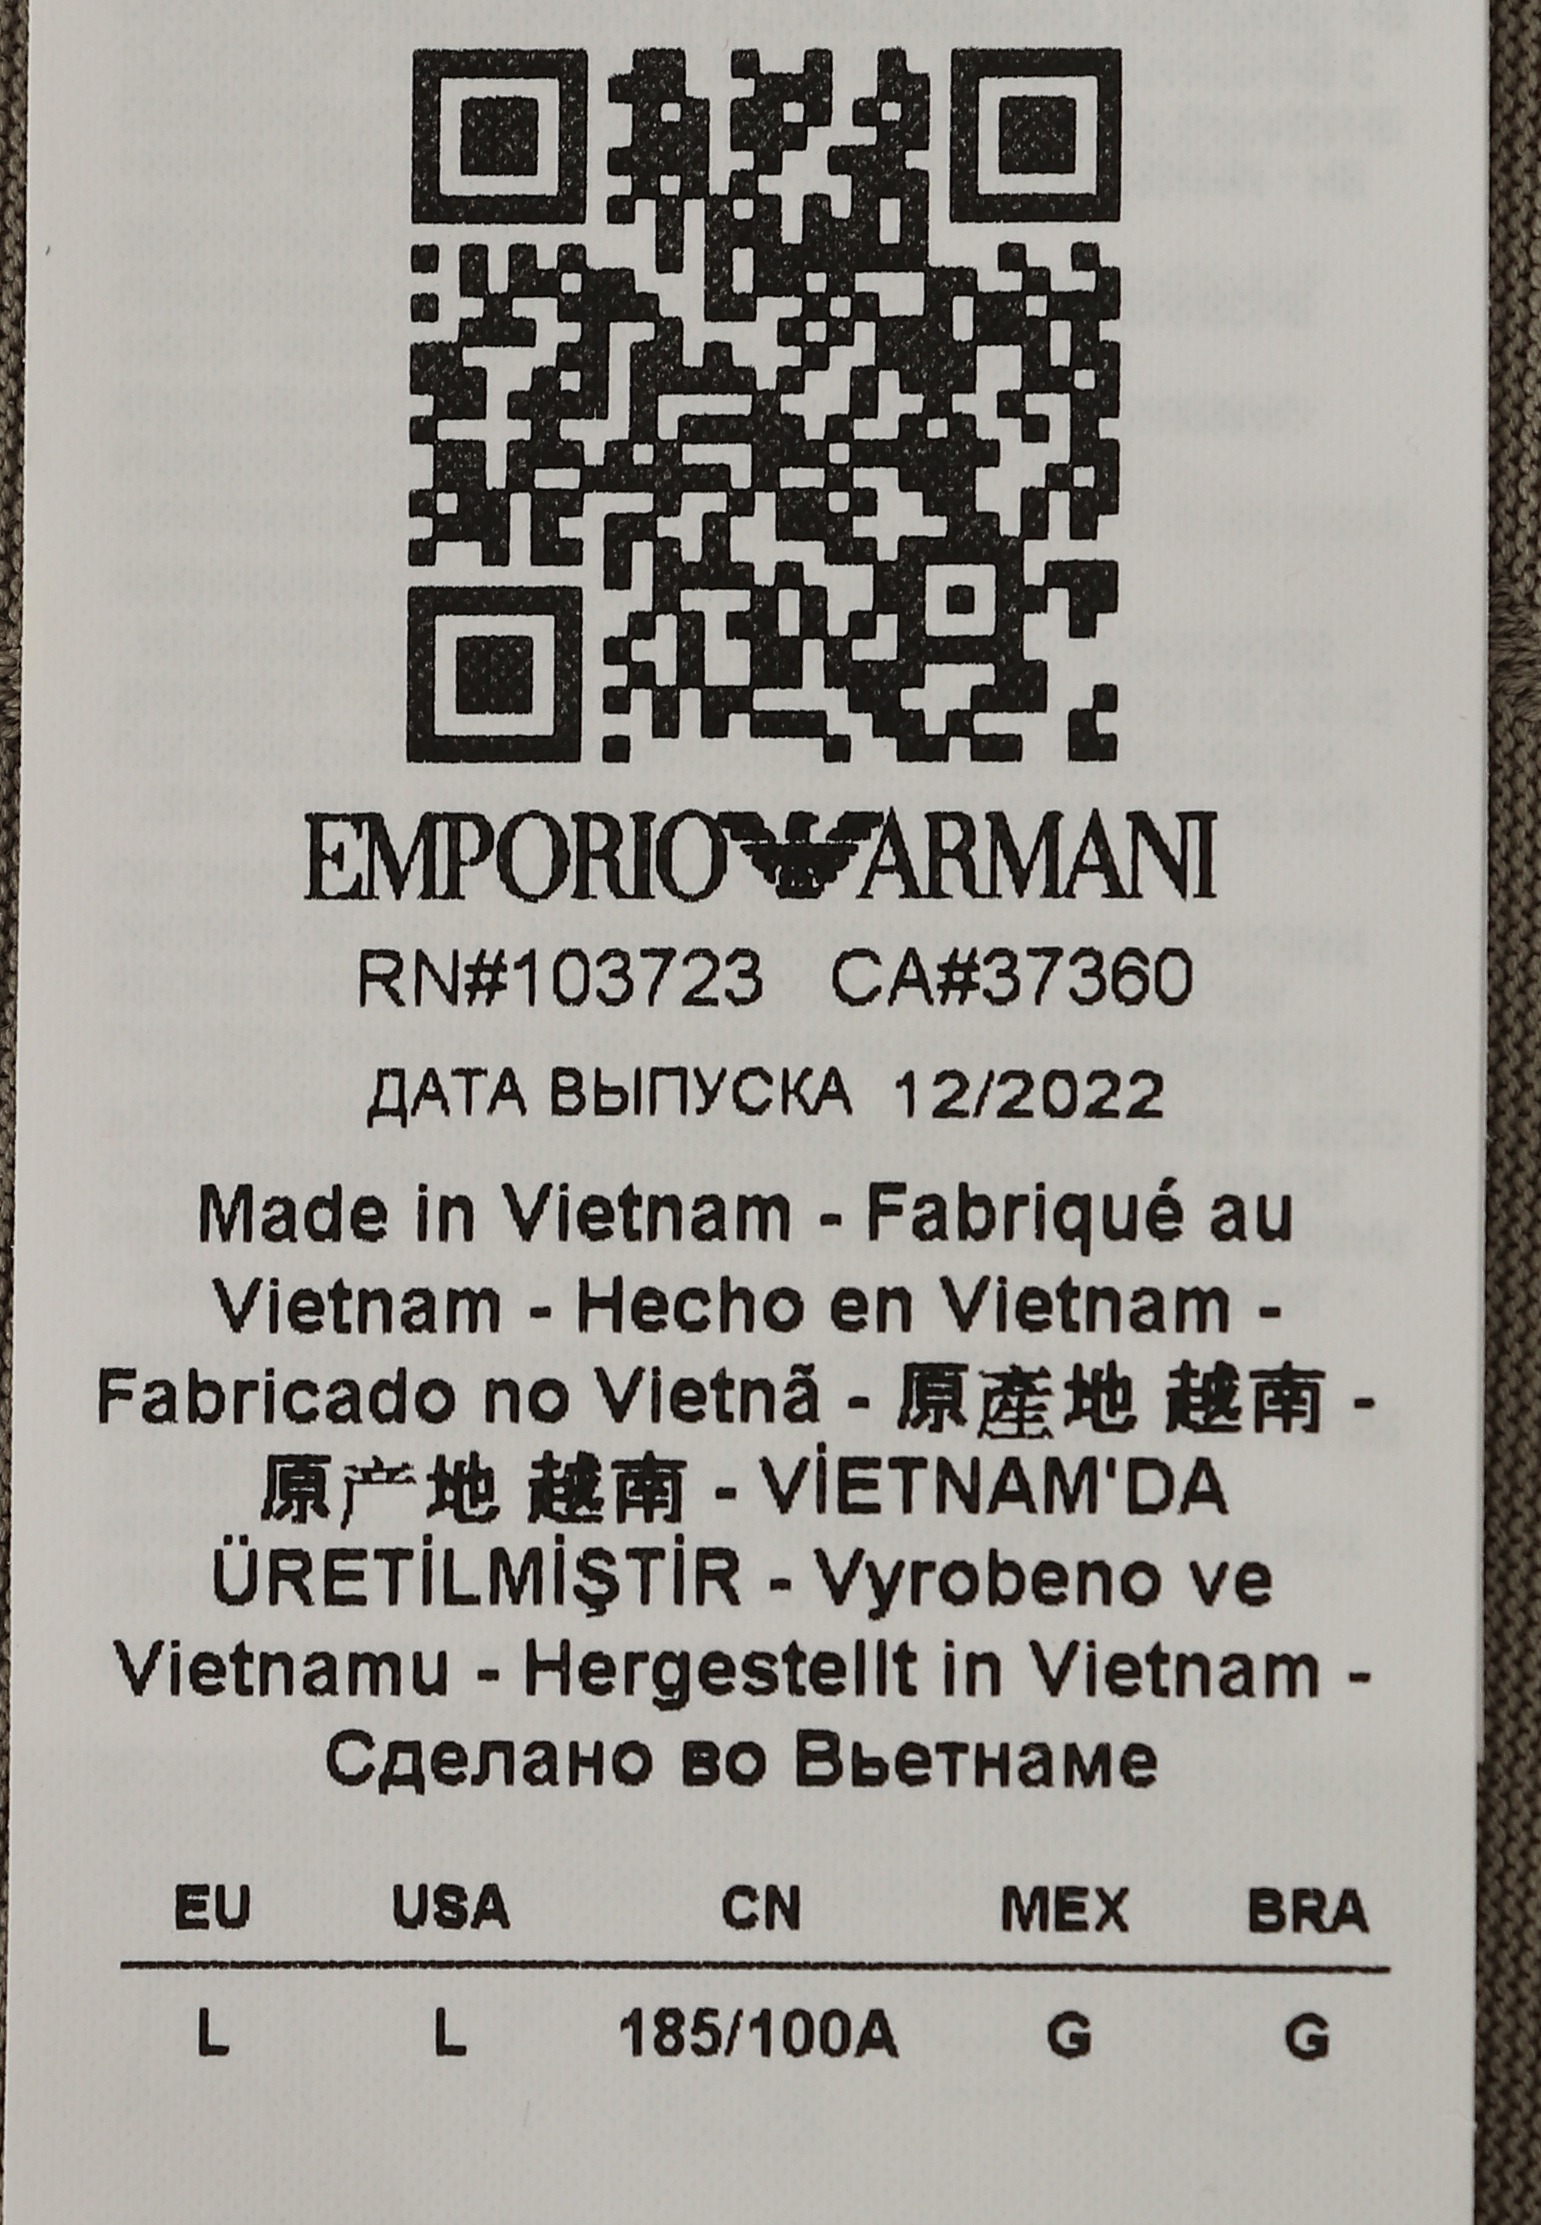 EMPORIO ARMANI
RN#103723 CA#37360
ДАТА ВЫПУСКА 12/2022
Made in Vietnam - Fabriqué au
Vietnam - Hecho en Vietnam -
Fabricado no Vietnã - 原產地 越南 -
原产地 越南 - VİETNAM'DA
ÜRETİLMİŞTİR - Vyrobeno ve
Vietnamu - Hergestellt in Vietnam -
Сделано во Вьетнаме
EU USA CN MEX BRA
L L 185/100A G G